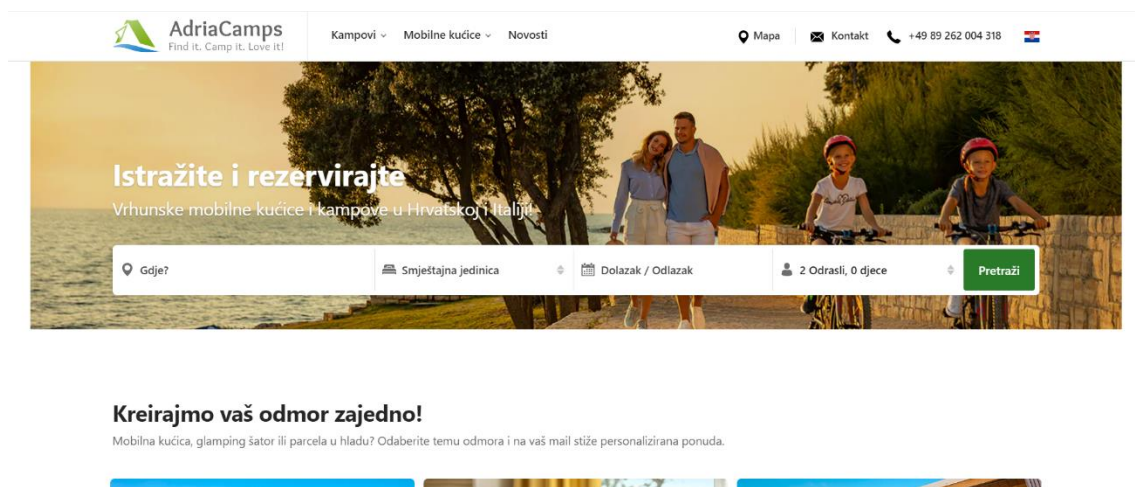 AdriaCamps
Find it. Camp it. Love it!
Kampovi
Mobilne kućice
Novosti
Mapa
Kontakt
+49 89 262 004 318
Istražite i rezervirajte
Vrhunske mobilne kućice i kampove u Hrvatskoj i Italiji!
Gdje?
Smještajna jedinica
Dolazak / Odlazak
2 Odrasli, 0 djece
Pretraži
Kreirajmo vaš odmor zajedno!
Mobilna kućica, glamping šator ili parcela u hladu? Odaberite temu odmora i na vaš mail stiže personalizirana ponuda.